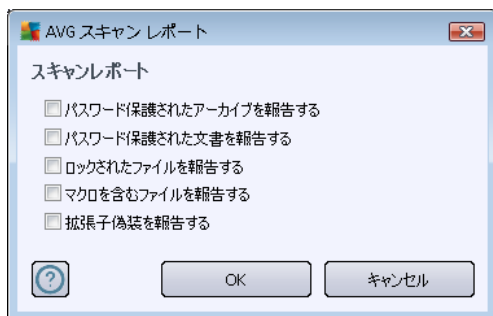 AVG スキャン レポート
スキャンレポート
パスワード保護されたアーカイブを報告する
パスワード保護された文書を報告する
ロックされたファイルを報告する
マクロを含むファイルを報告する
拡張子偽装を報告する
? OK キャンセル